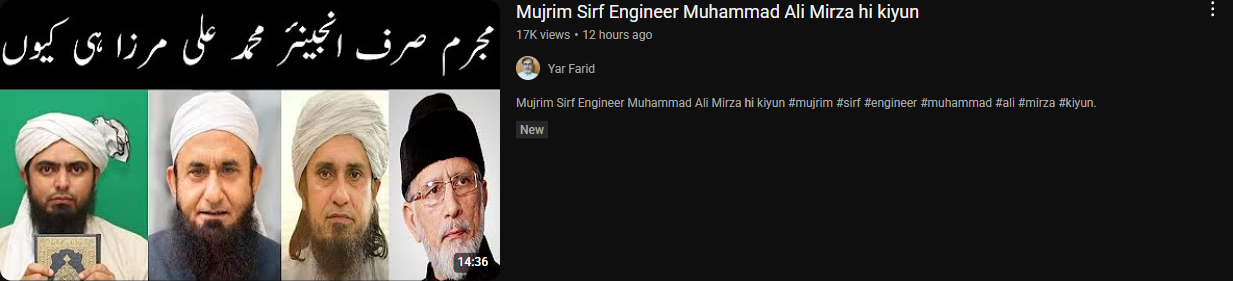 مجرم صرف انجینئر محمد علی مرزا ہی کیوں
14:36
Mujrim Sirf Engineer Muhammad Ali Mirza hi kiyun
17K views • 12 hours ago
Yar Farid
Mujrim Sirf Engineer Muhammad Ali Mirza hi kiyun #mujrim #sirf #engineer #muhammad #ali #mirza #kiyun.
New